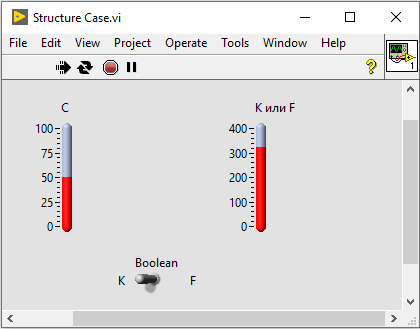 Structure Case.vi
File Edit View Project Operate Tools Window Help
?
1
C
К или F
100
75
50
25
0
400
300
200
100
0
Boolean
K F